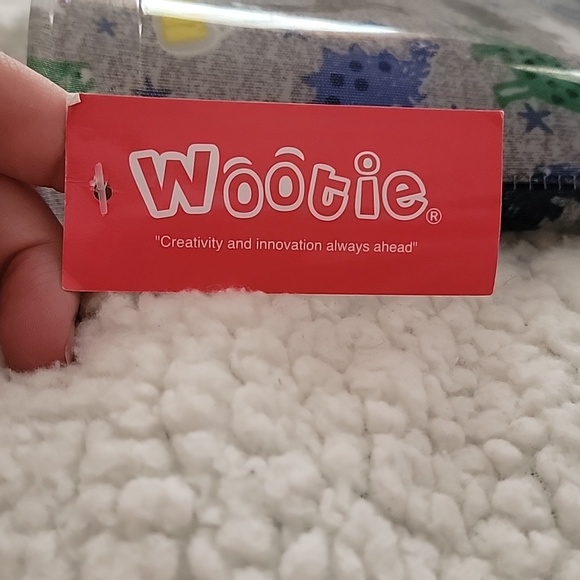 Wootie®
"Creativity and innovation always ahead"